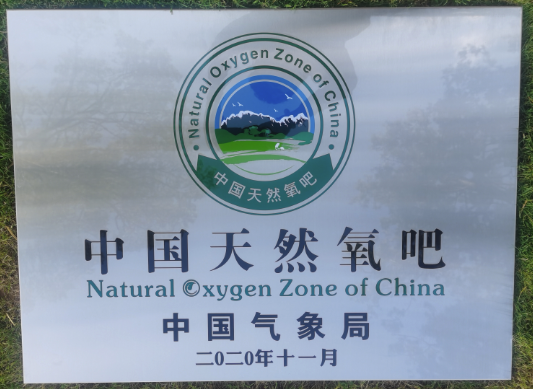 Natural Oxygen Zone of China
中国天然氧吧
中国天然氧吧
Natural Oxygen Zone of China
中国气象局
二〇二〇年十一月